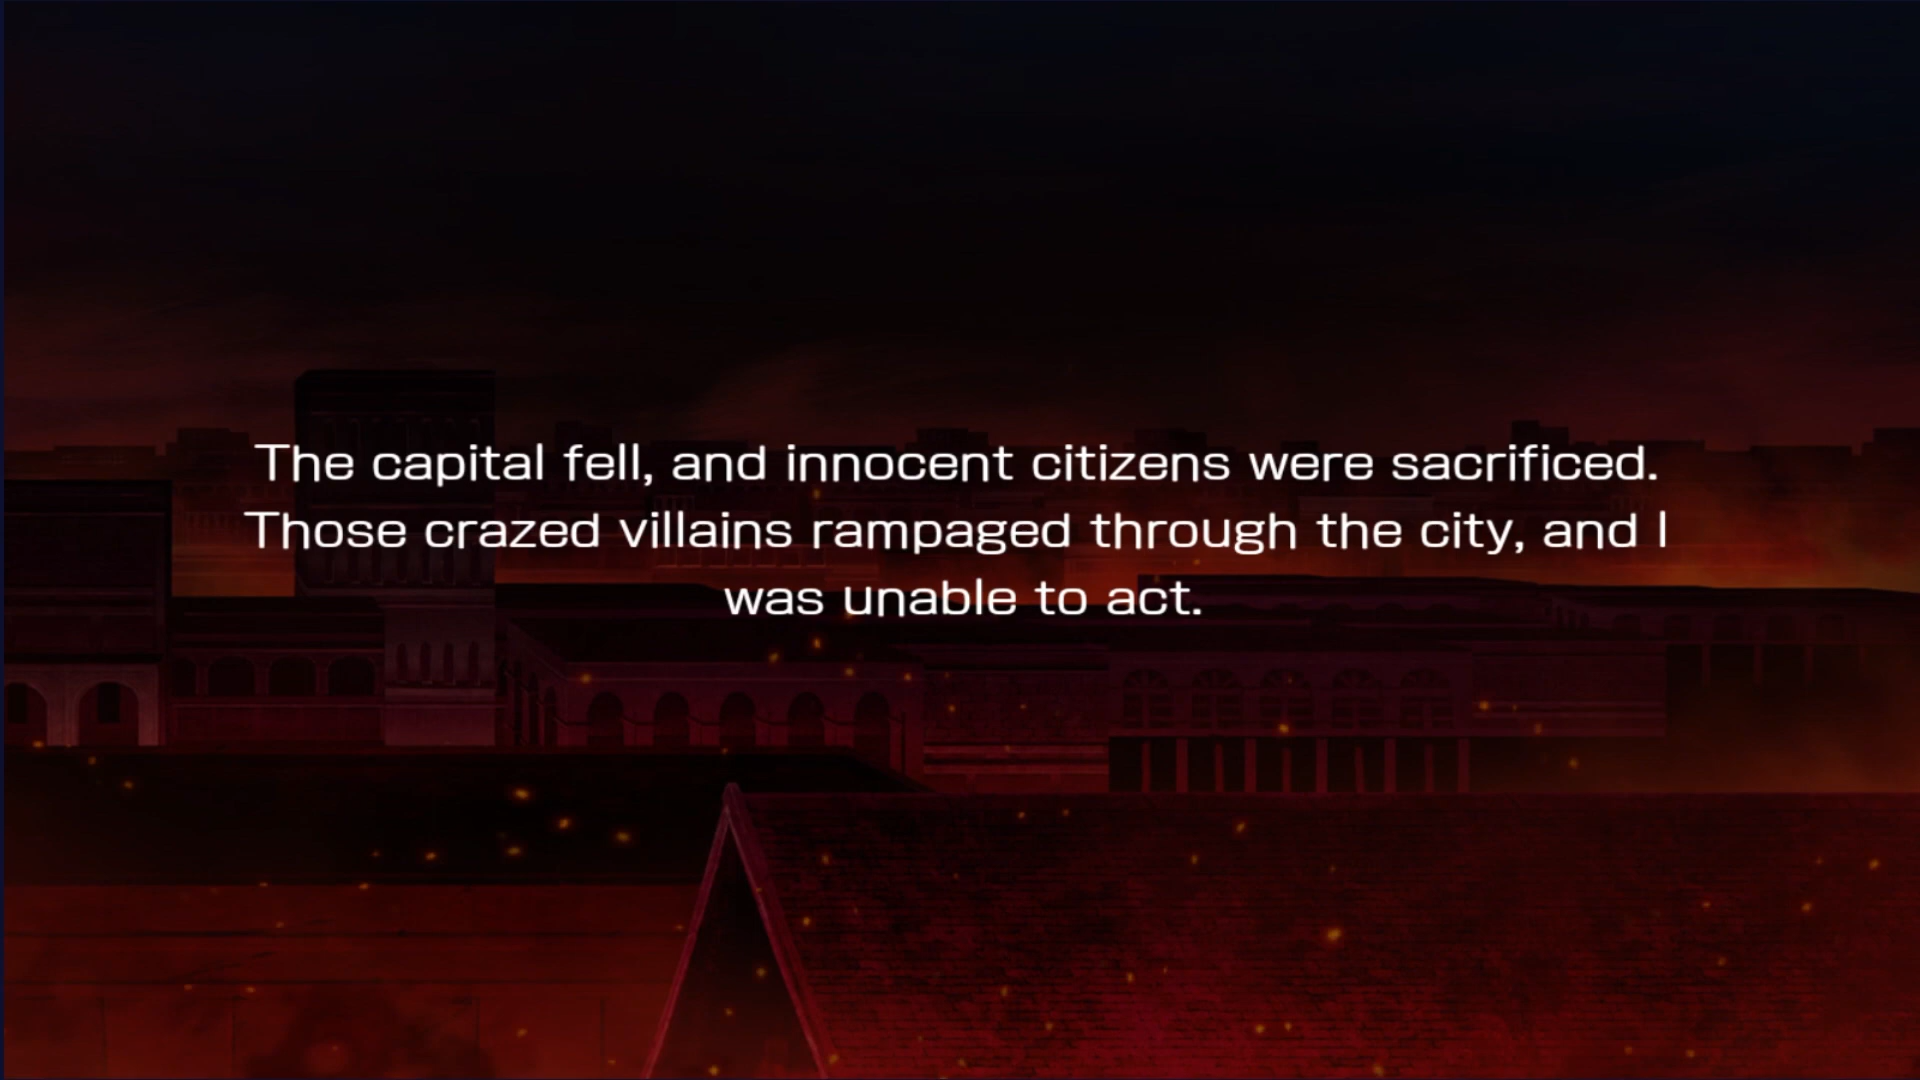 The capital fell, and innocent citizens were sacrificed.
Those crazed villains rampaged through the city, and I
was unable to act.